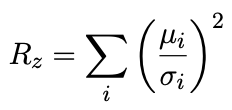 R_z = \sum_i \left( \frac{\mu_i}{\sigma_i} \right)^2